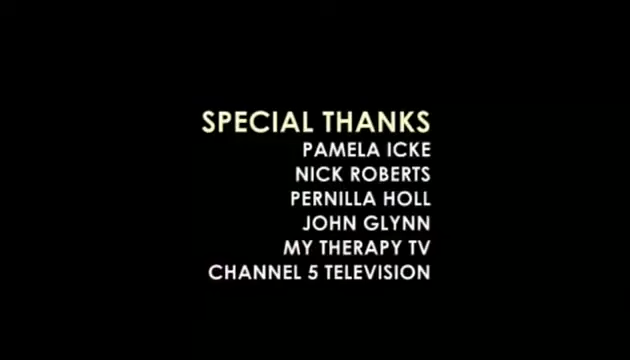 SPECIAL THANKS
PAMELA ICKE
NICK ROBERTS
PERNILLA HOLL
JOHN GLYNN
MY THERAPY TV
CHANNEL 5 TELEVISION